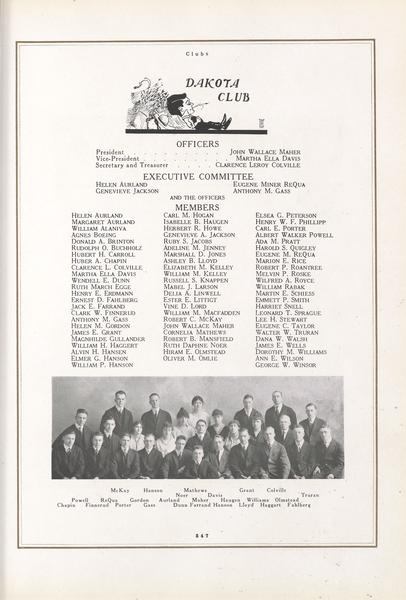 Clubs
DAKOTA
CLUB
OFFICERS
President . . . . . . . . . . JOHN WALLACE MAHER
Vice-President . . . . . . . . . . MARTHA ELLA DAVIS
Secretary and Treasurer . . . . . . CLARENCE LEROY COLVILLE
EXECUTIVE COMMITTEE
HELEN AURLAND EUGENE MINER REQUA
GENEVIEVE JACKSON ANTHONY M. GASS
AND THE OFFICERS
MEMBERS
HELEN AURLAND
MARGARET AURLAND
WILLIAM ALANIVA
AGNES BOEING
DONALD A. BRINTON
RUDOLPH O. BUCHHOLZ
HUBERT H. CARROLL
HUBER A. CHAPIN
CLARENCE L. COLVILLE
MARTHA ELLA DAVIS
WENDELL E. DUNN
RUTH MARCH EGGE
HENRY E. ERDMANN
ERNEST D. FAHLBERG
JACK E. FARRAND
CLARK W. FINNERUD
ANTHONY M. GASS
HELEN M. GORDON
JAMES E. GRANT
MAGNHILDE GULLANDER
WILLIAM H. HAGGERT
ALVIN H. HANSEN
ELMER G. HANSON
WILLIAM P. HANSON
CARL M. HOGAN
ISABELLE B. HAUGEN
HERBERT R. HOWE
GENEVIEVE A. JACKSON
RUBY S. JACOBS
ADELINE M. JENNEY
MARSHALL D. JONES
ASHLEY B. LLOYD
ELIZABETH M. KELLEY
WILLIAM M. KELLEY
RUSSELL S. KNAPPEN
MABEL J. LARSON
DELIA A. LINWELL
ESTER E. LITTIGT
VINE D. LORD
WILLIAM M. MACFADDEN
ROBERT C. MCKAY
JOHN WALLACE MAHER
CORNELIA MATHEWS
ROBERT B. MANSFIELD
RUTH DAPHNE NOER
HIRAM E. OLMSTEAD
OLIVER M. OMLIE
ELSEA G. PETERSON
HENRY W. F. PHILLIPP
CARL E. PORTER
ALBERT WALKER POWELL
ADA M. PRATT
HAROLD S. QUIGLEY
EUGENE M. REQUA
MARION E. RICE
ROBERT P. ROANTREE
MELVIN P. ROSKE
WILFRED A. ROYCE
WILLIAM RABAK
MARTIN E. SCHIESS
EMMETT P. SMITH
HARRIET SNELL
LEONARD T. SPRAGUE
LEE H. STEWART
EUGENE C. TAYLOR
WALTER W. TRURAN
DANA W. WALSH
JAMES E. WELLS
DOROTHY M. WILLIAMS
ANN E. WILSON
GEORGE W. WINSOR
McKay Hansen Mathews Grant Colville
Noer Davis Truran
Powell ReQua Gordon Aurland Maher Haugen Williams Olmstead
Chapin Finnerud Porter Gass Dunn Farrand Hanson Lloyd Haggart Fahlberg
547